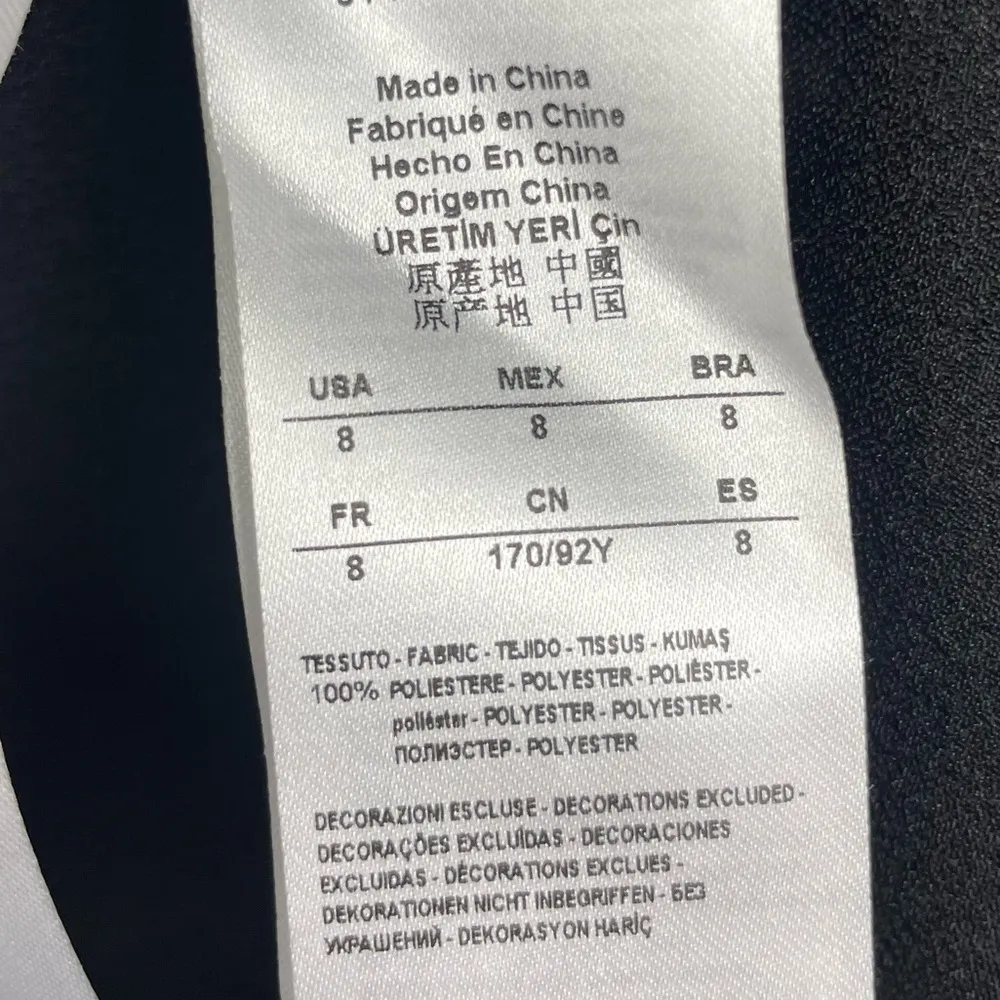 Made in China
Fabriqué en Chine
Hecho En China
Origem China
ÜRETİM YERİ Çin
原產地 中國
原产地 中国
USA MEX BRA
8 8 8
FR CN ES
8 170/92Y 8
TESSUTO - FABRIC - TEJIDO - TISSUS - KUMAŞ
100% POLIESTERE - POLYESTER - POLIÉSTER -
poliéster - POLYESTER - POLYESTER -
ПОЛИЭСТЕР - POLYESTER
DECORAZIONI ESCLUSE - DECORATIONS EXCLUDED -
DECORAÇÕES EXCLUÍDAS - DECORACIONES
EXCLUIDAS - DÉCORATIONS EXCLUES -
DEKORATIONEN NICHT INBEGRIFFEN - БЕЗ
УКРАШЕНИЙ - DEKORASYON HARİÇ